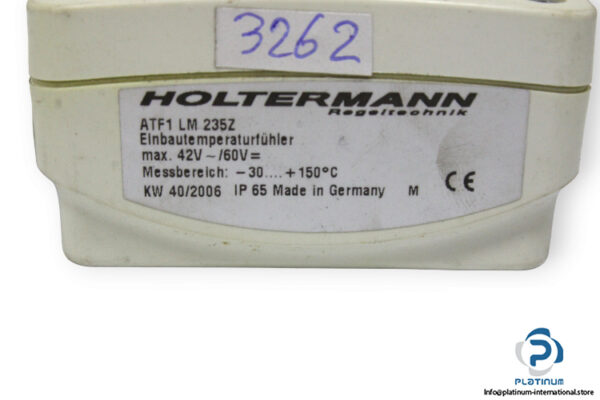 3262
HOLTERMANN
Regeltechnik
ATF1 LM 235Z
Einbautemperaturfühler
max. 42V ~/60V=
Messbereich: -30....+150°C
KW 40/2006 IP 65 Made in Germany M CE
PLATINUM
Info@platinum-international.store